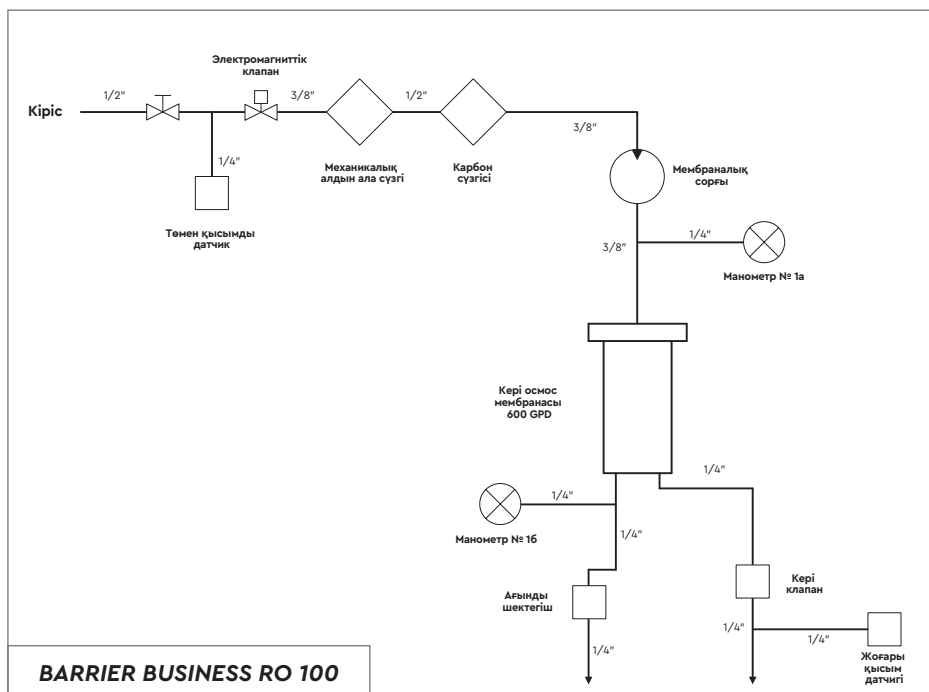 Электромагниттік
клапан
Кіріс
1/2"
3/8"
1/2"
3/8"
1/4"
Механикалық
алдын ала сүзгі
Карбон
сүзгісі
Мембраналық
сорғы
Төмен қысымды
датчик
3/8"
1/4"
Манометр № 1а
Кері осмос
мембранасы
600 GPD
1/4"
1/4"
Манометр № 1б
1/4"
Ағынды
шектегіш
Кері
клапан
1/4"
1/4"
1/4"
Жоғары
қысым
датчигі
BARRIER BUSINESS RO 100